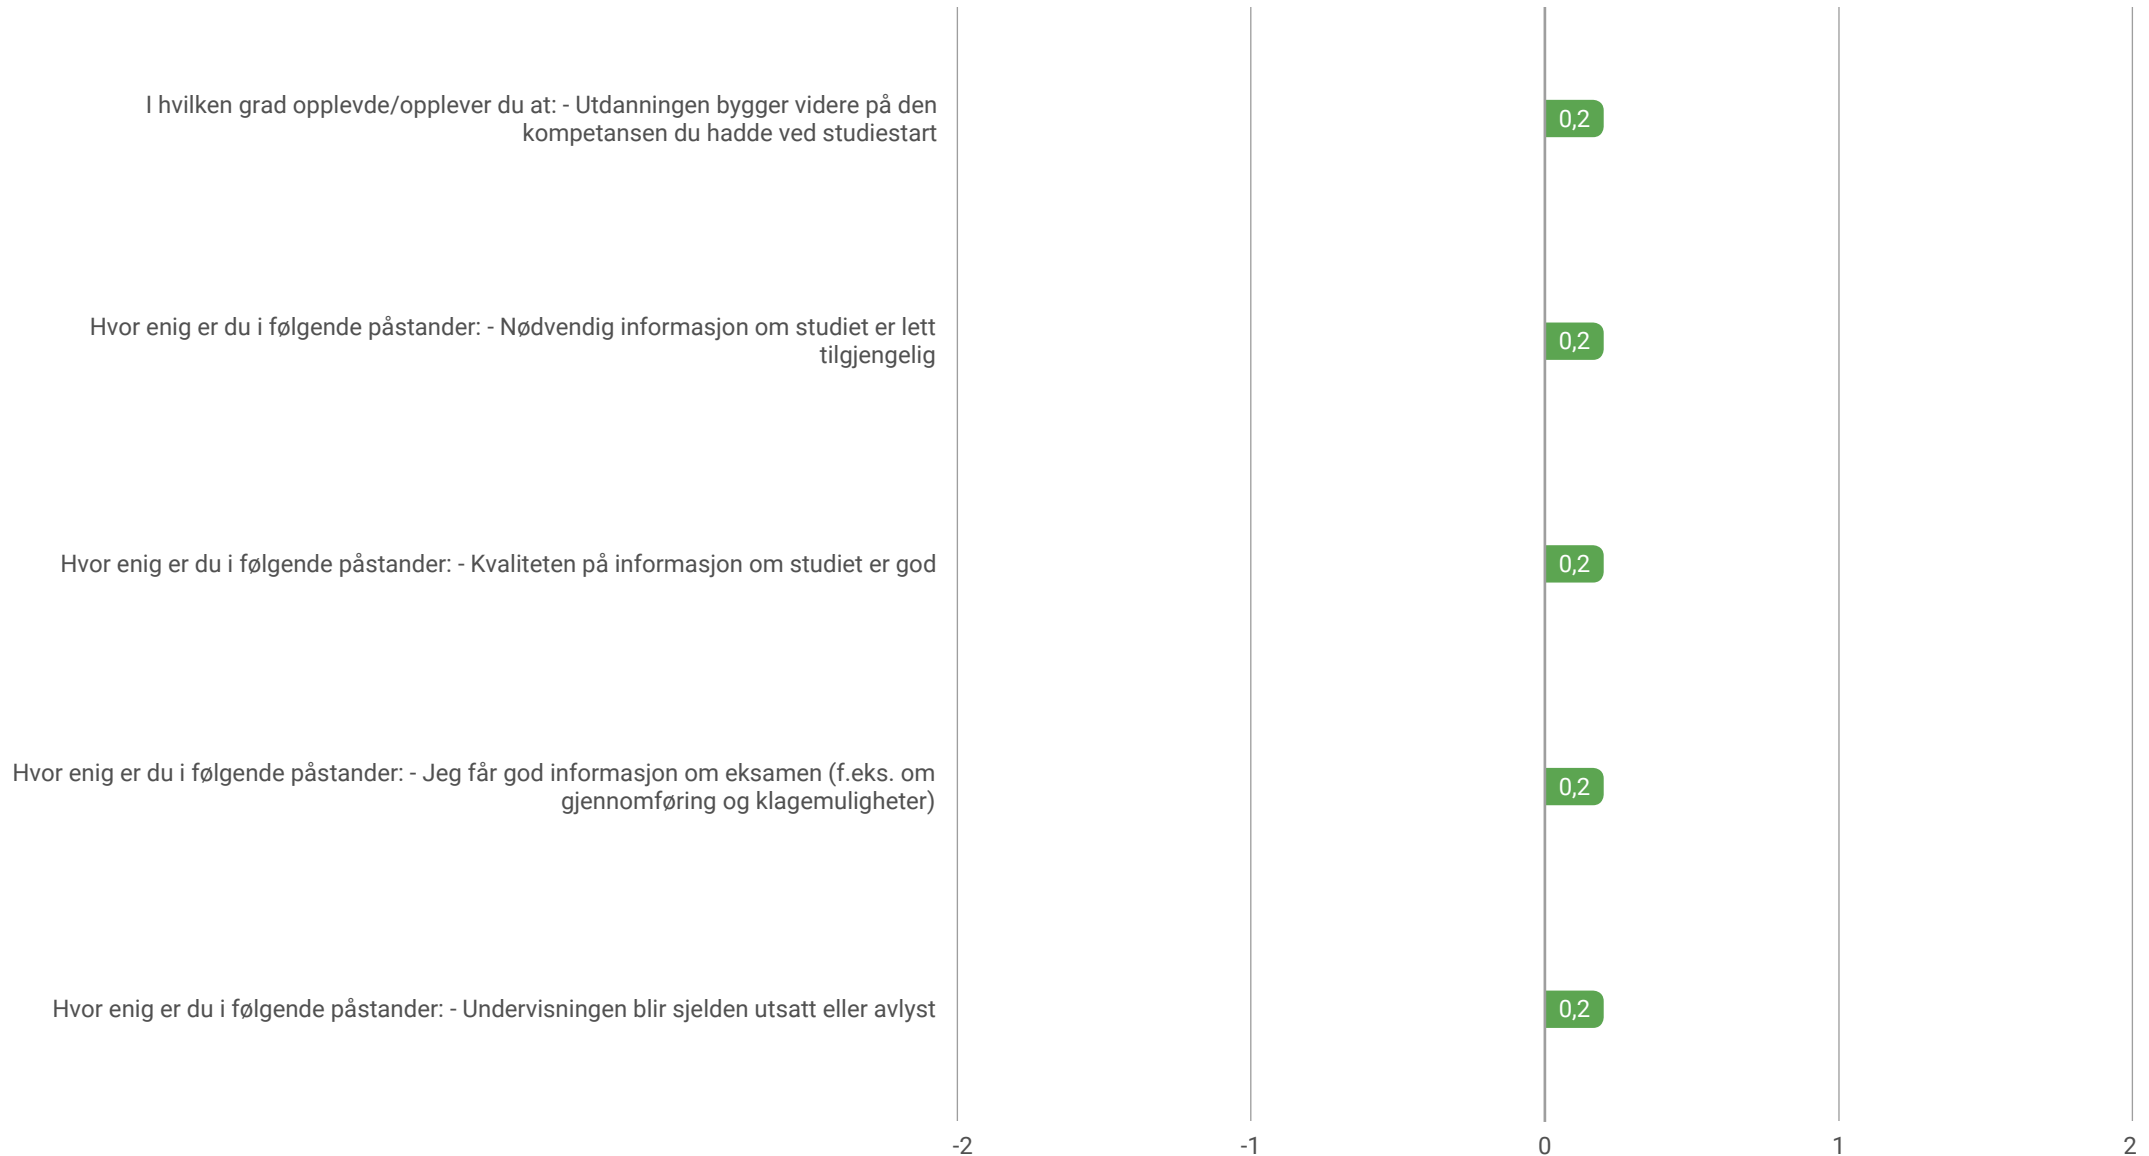 I hvilken grad opplevde/opplever du at: - Utdanningen bygger videre på den
kompetansen du hadde ved studiestart
0,2
Hvor enig er du i følgende påstander: - Nødvendig informasjon om studiet er lett
tilgjengelig
0,2
Hvor enig er du i følgende påstander: - Kvaliteten på informasjon om studiet er god
0,2
Hvor enig er du i følgende påstander: - Jeg får god informasjon om eksamen (f.eks. om
gjennomføring og klagemuligheter)
0,2
Hvor enig er du i følgende påstander: - Undervisningen blir sjelden utsatt eller avlyst
0,2
-2 -1 0 1 2